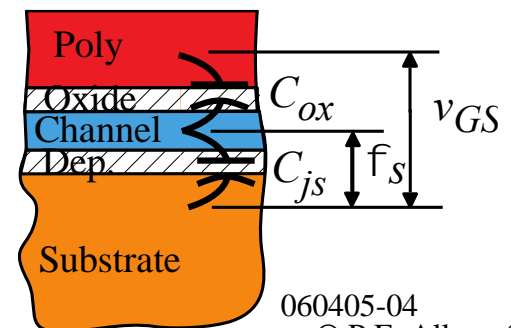 Poly
Oxide
Channel
Dep.
Substrate
C_ox
C_js
v_GS
f_s
060405-04